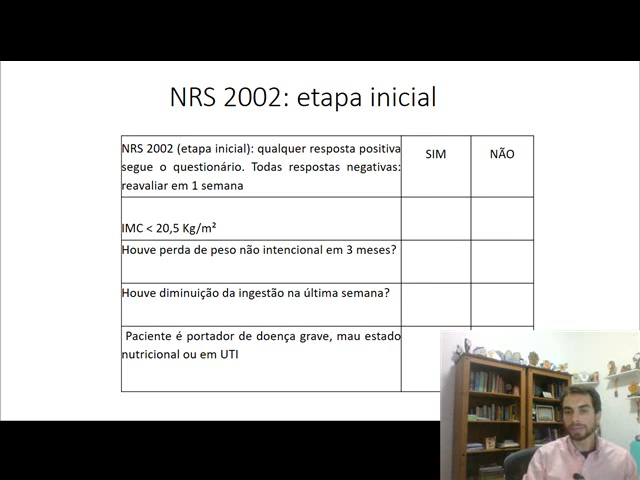 NRS 2002: etapa inicial
NRS 2002 (etapa inicial): qualquer resposta positiva
segue o questionário. Todas respostas negativas:
reavaliar em 1 semana
SIM
NÃO
IMC < 20,5 Kg/m²
Houve perda de peso não intencional em 3 meses?
Houve diminuição da ingestão na última semana?
Paciente é portador de doença grave, mau estado
nutricional ou em UTI